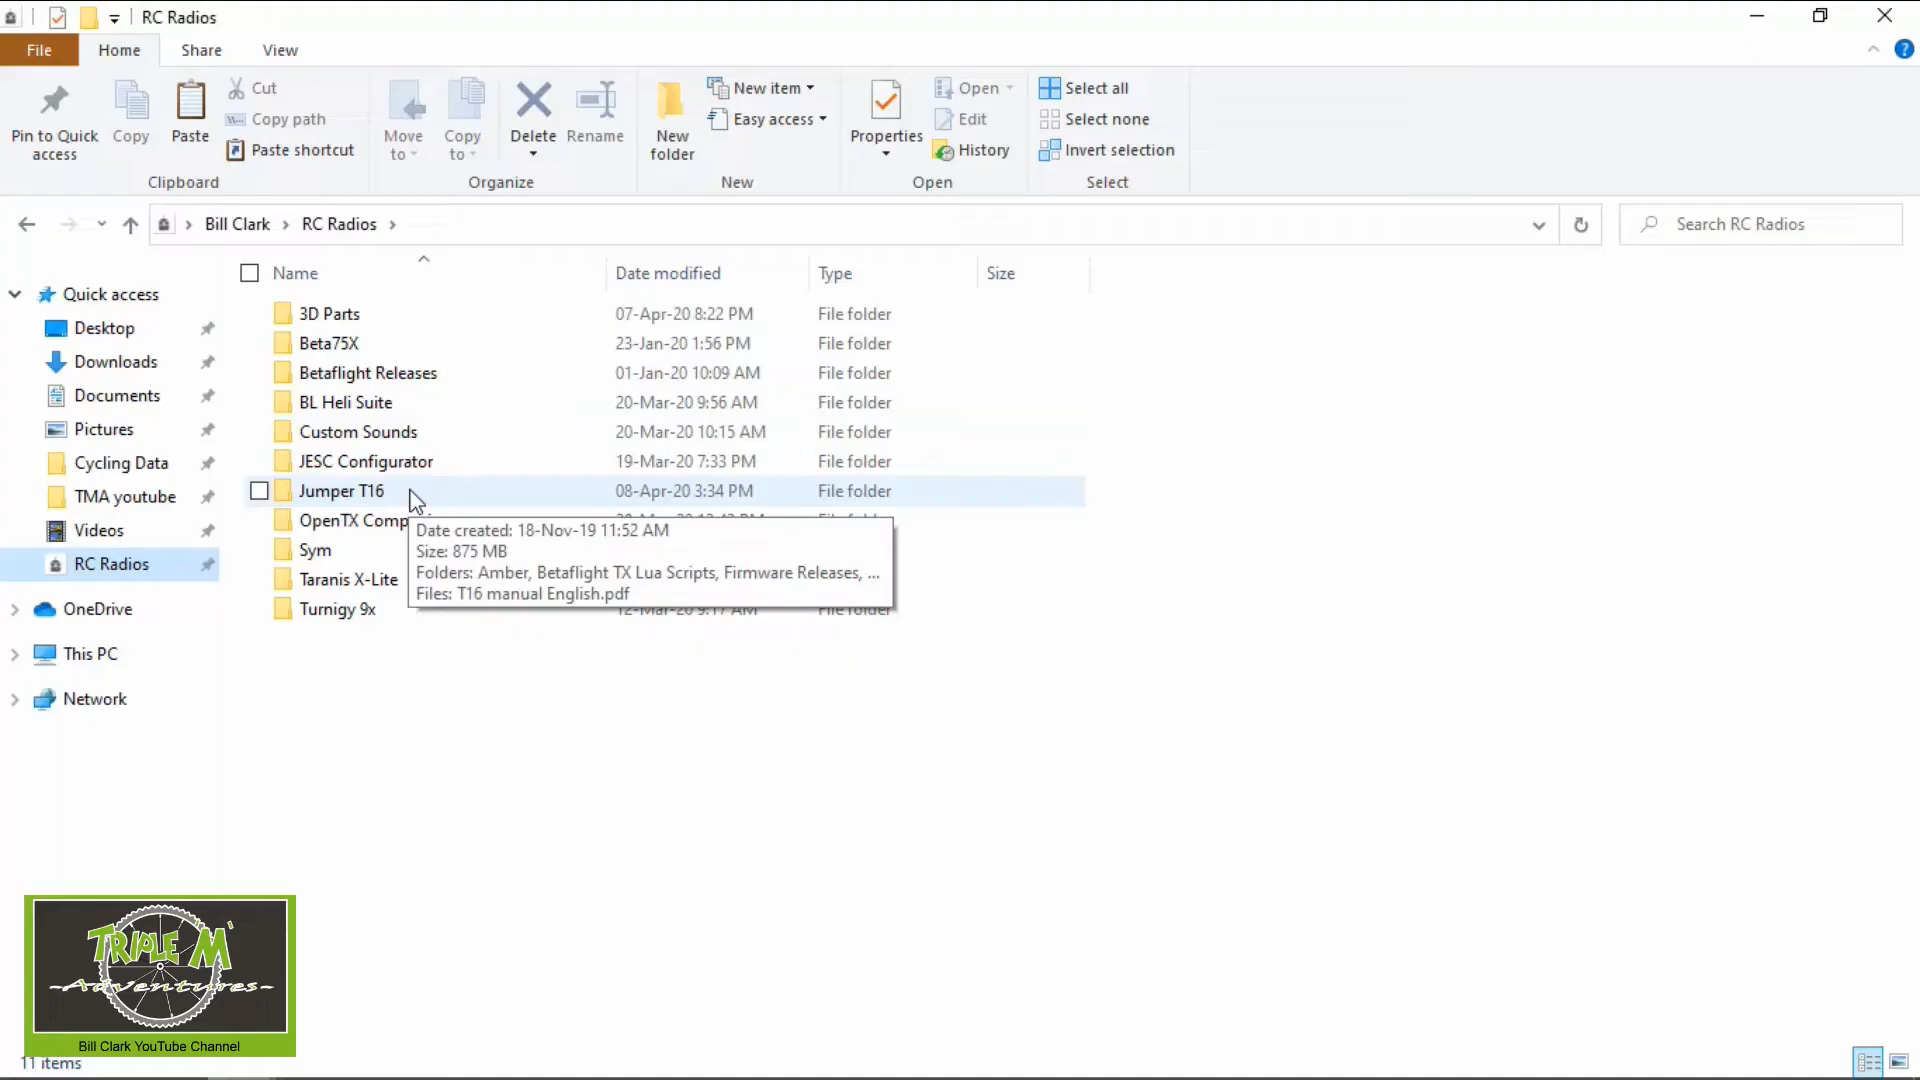 RC Radios
File Home Share View
Pin to Quick access
Copy
Paste
Cut
Copy path
Paste shortcut
Clipboard
Move to
Copy to
Delete
Rename
Organize
New folder
New item
Easy access
New
Properties
Open
Edit
History
Open
Select all
Select none
Invert selection
Select
Bill Clark RC Radios
Search RC Radios
Quick access
Desktop
Downloads
Documents
Pictures
Cycling Data
TMA youtube
Videos
RC Radios
OneDrive
This PC
Network
Name Date modified Type Size
3D Parts 07-Apr-20 8:22 PM File folder
Beta75X 23-Jan-20 1:56 PM File folder
Betaflight Releases 01-Jan-20 10:09 AM File folder
BL Heli Suite 20-Mar-20 9:56 AM File folder
Custom Sounds 20-Mar-20 10:15 AM File folder
JESC Configurator 19-Mar-20 7:33 PM File folder
Jumper T16 08-Apr-20 3:34 PM File folder
OpenTX
Sym
Taranis X-Lite
Turnigy 9x 12-Mar-20 9:17 AM File folder
Date created: 18-Nov-19 11:52 AM
Size: 875 MB
Folders: Amber, Betaflight TX Lua Scripts, Firmware Releases, ...
Files: T16 manual English.pdf
TRIPLE M
-Adventures-
Bill Clark YouTube Channel
11 items